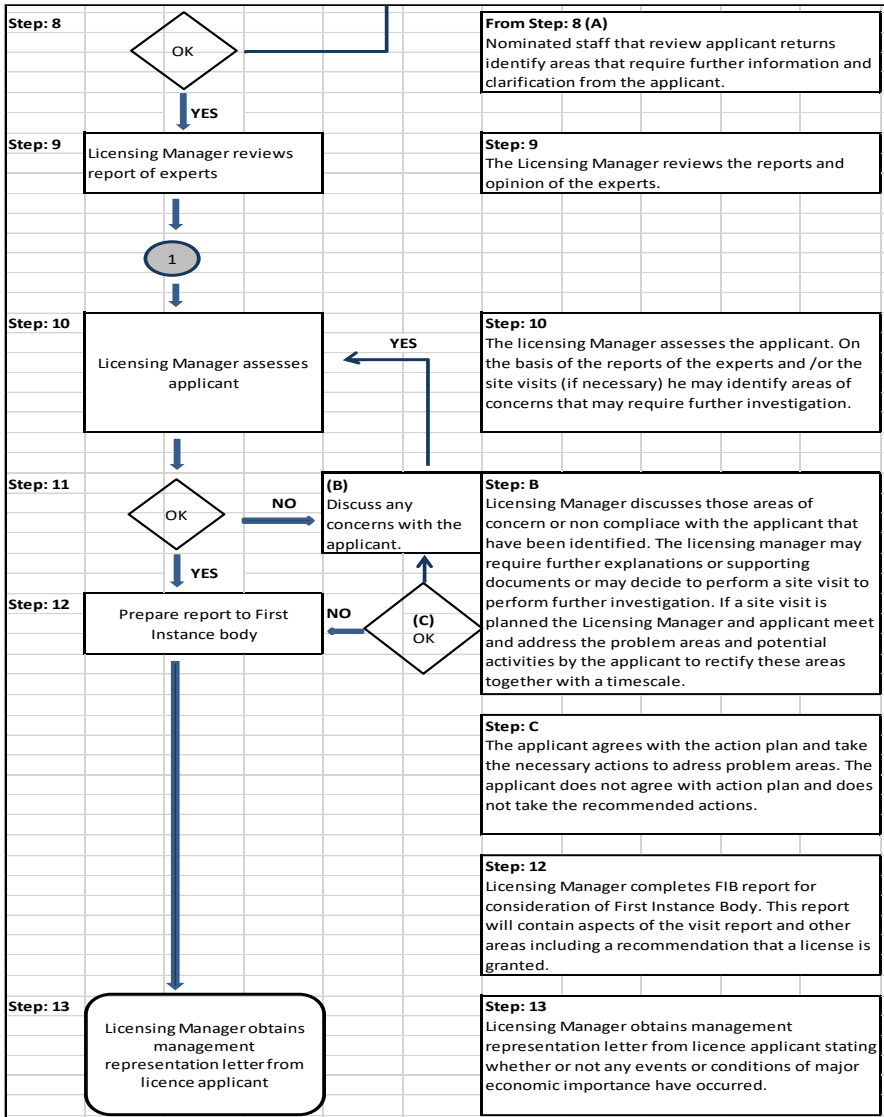 Step: 8
OK
From Step: 8 (A)
Nominated staff that review applicant returns
identify areas that require further information and
clarification from the applicant.
YES
Step: 9
Licensing Manager reviews
report of experts
Step: 9
The Licensing Manager reviews the reports and
opinion of the experts.
1
Step: 10
Licensing Manager assesses
applicant
YES
Step: 10
The licensing Manager assesses the applicant. On
the basis of the reports of the experts and /or the
site visits (if necessary) he may identify areas of
concerns that may require further investigation.
Step: 11
OK
NO
(B)
Discuss any
concerns with the
applicant.
Step: B
Licensing Manager discusses those areas of
concern or non compliace with the applicant that
have been identified. The licensing manager may
require further explanations or supporting
documents or may decide to perform a site visit to
perform further investigation. If a site visit is
planned the Licensing Manager and applicant meet
and address the problem areas and potential
activities by the applicant to rectify these areas
together with a timescale.
YES
Step: 12
Prepare report to First
Instance body
NO
(C)
OK
Step: C
The applicant agrees with the action plan and take
the necessary actions to adress problem areas. The
applicant does not agree with action plan and does
not take the recommended actions.
Step: 12
Licensing Manager completes FIB report for
consideration of First Instance Body. This report
will contain aspects of the visit report and other
areas including a recommendation that a license is
granted.
Step: 13
Licensing Manager obtains
management
representation letter from
licence applicant
Step: 13
Licensing Manager obtains management
representation letter from licence applicant stating
whether or not any events or conditions of major
economic importance have occurred.